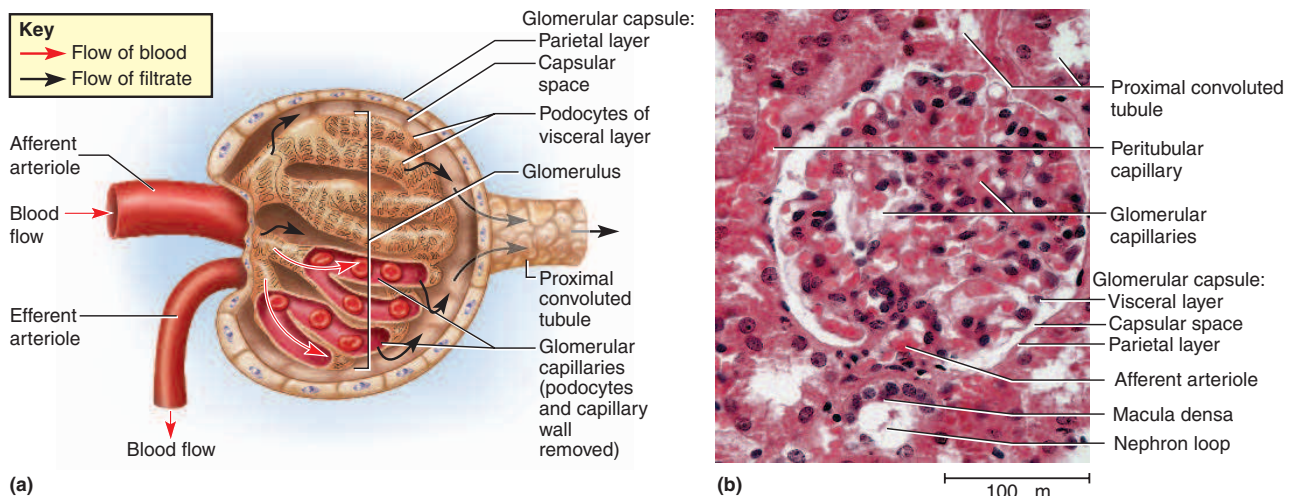 Key
Flow of blood
Flow of filtrate
Afferent
arteriole
Blood
flow
Efferent
arteriole
Blood flow
(a)
Glomerular capsule:
Parietal layer
Capsular
space
Podocytes of
visceral layer
Glomerulus
Proximal
convoluted
tubule
Glomerular
capillaries
(podocytes
and capillary
wall
removed)
Proximal convoluted
tubule
Peritubular
capillary
Glomerular
capillaries
Glomerular capsule:
Visceral layer
Capsular space
Parietal layer
Afferent arteriole
Macula densa
Nephron loop
(b)
100 m